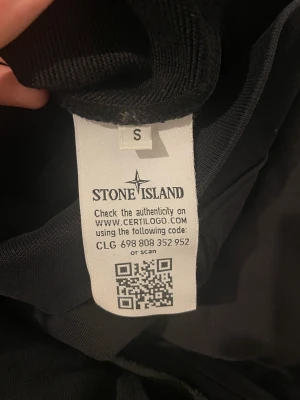 S
STONE ISLAND
Check the authenticity on
WWW.CERTILOGO.COM
using the following code:
CLG 698 808 352 952
or scan